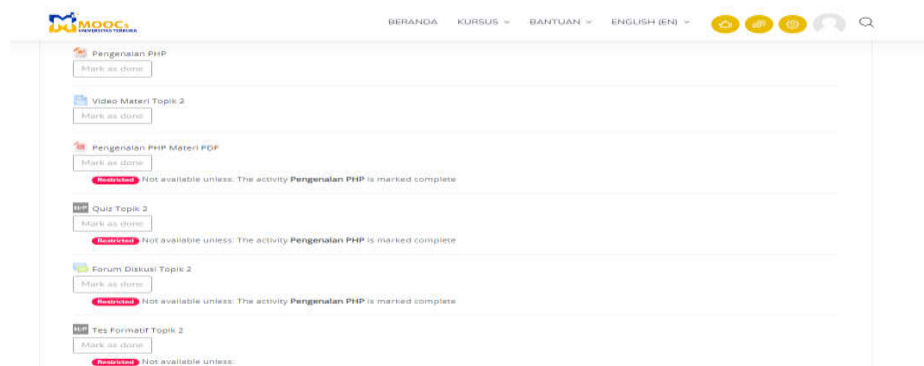 MOOCs
UNIVERSITAS TERBUKA
BERANDA KURSUS BANTUAN ENGLISH (EN)
Pengenalan PHP
Mark as done
Video Materi Topik 2
Mark as done
Pengenalan PHP Materi PDF
Mark as done
Restricted Not available unless: The activity Pengenalan PHP is marked complete
H-P Quiz Topik 2
Mark as done
Restricted Not available unless: The activity Pengenalan PHP is marked complete
Forum Diskusi Topik 2
Mark as done
Restricted Not available unless: The activity Pengenalan PHP is marked complete
H-P Tes Formatif Topik 2
Mark as done
Restricted Not available unless: